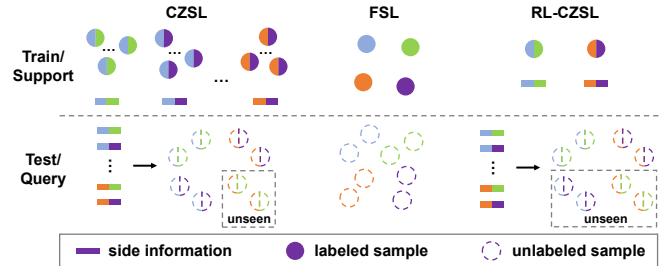 CZSL FSL RL-CZSL
Train/
Support
...
...
...
...
Test/
Query
unseen
unseen
side information labeled sample unlabeled sample